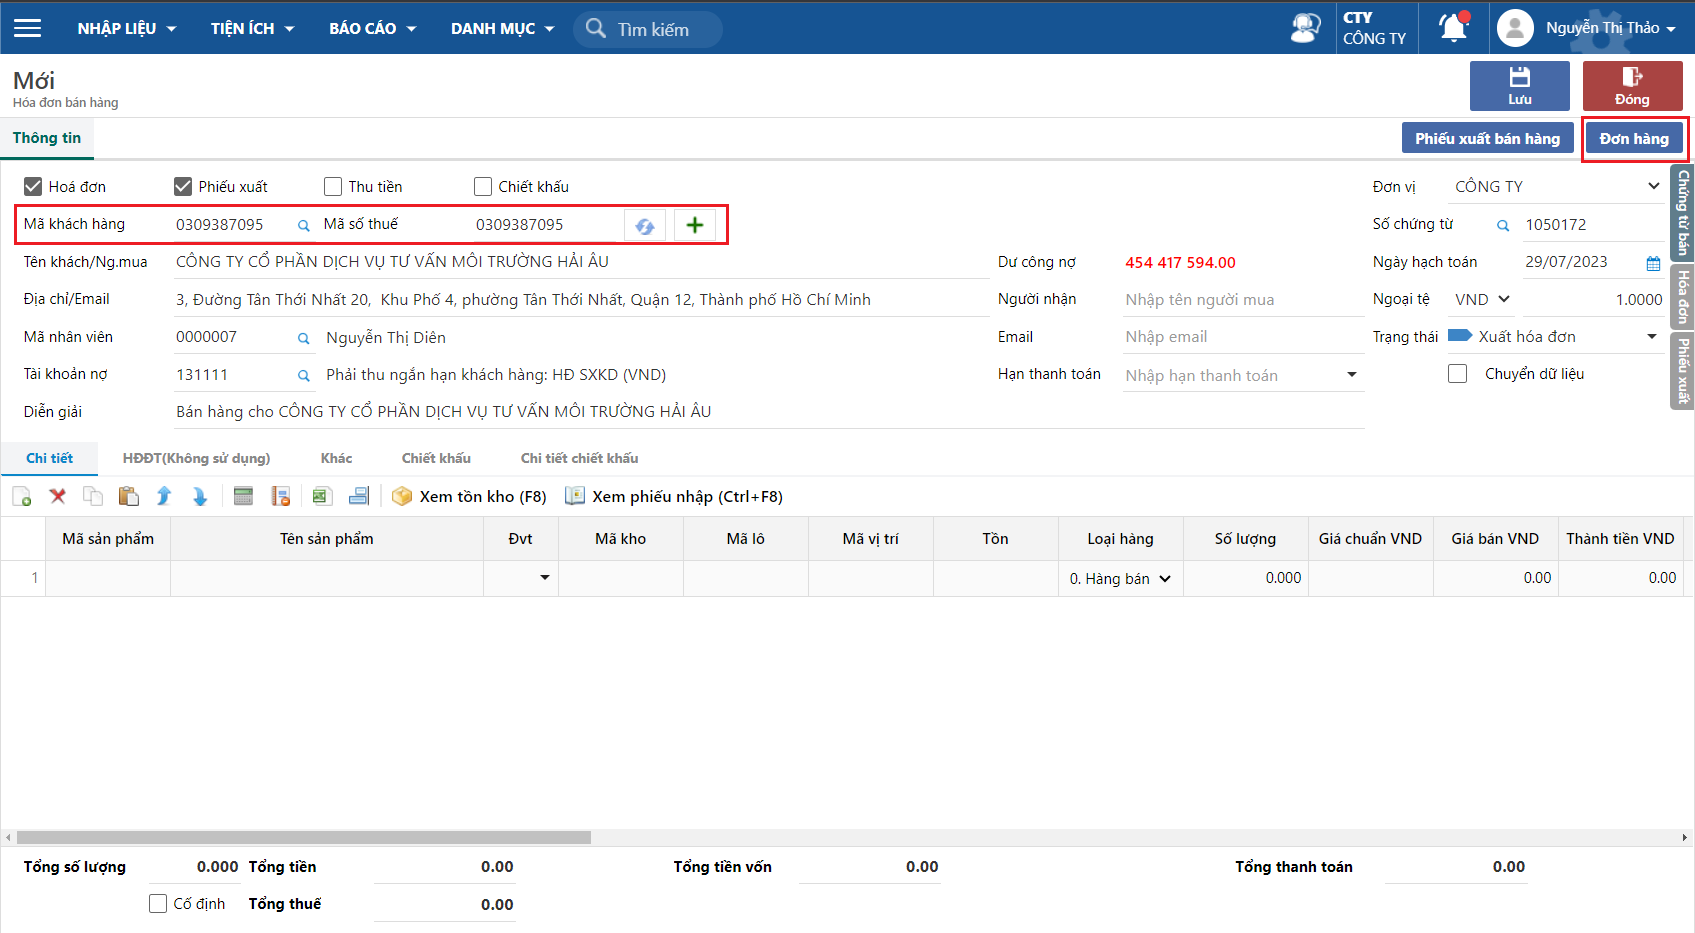 NHẬP LIỆU TIỆN ÍCH BÁO CÁO DANH MỤC Tìm kiếm CTY CÔNG TY Nguyễn Thị Thảo
Mới
Hóa đơn bán hàng
Lưu Đóng
Thông tin Phiếu xuất bán hàng Đơn hàng
Hoá đơn Phiếu xuất Thu tiền Chiết khấu Đơn vị CÔNG TY
Mã khách hàng 0309387095 Mã số thuế 0309387095 Số chứng từ 1050172
Tên khách/Ng.mua CÔNG TY CỔ PHẦN DỊCH VỤ TƯ VẤN MÔI TRƯỜNG HẢI ÂU Dư công nợ 454 417 594.00 Ngày hạch toán 29/07/2023
Địa chỉ/Email 3, Đường Tân Thới Nhất 20, Khu Phố 4, phường Tân Thới Nhất, Quận 12, Thành phố Hồ Chí Minh Người nhận Nhập tên người mua Ngoại tệ VND 1.0000
Mã nhân viên 0000007 Nguyễn Thị Diên Email Nhập email Trạng thái Xuất hóa đơn
Tài khoản nợ 131111 Phải thu ngắn hạn khách hàng: HĐ SXKD (VND) Hạn thanh toán Nhập hạn thanh toán Chuyển dữ liệu
Diễn giải Bán hàng cho CÔNG TY CỔ PHẦN DỊCH VỤ TƯ VẤN MÔI TRƯỜNG HẢI ÂU
Chứng từ bán
Hóa đơn
Phiếu xuất
Chi tiết HĐĐT(Không sử dụng) Khác Chiết khấu Chi tiết chiết khấu
Xem tồn kho (F8) Xem phiếu nhập (Ctrl+F8)
Mã sản phẩm Tên sản phẩm Đvt Mã kho Mã lô Mã vị trí Tồn Loại hàng Số lượng Giá chuẩn VND Giá bán VND Thành tiền VND
1 0. Hàng bán 0.000 0.00 0.00
Tổng số lượng 0.000 Tổng tiền 0.00 Tổng tiền vốn 0.00 Tổng thanh toán 0.00
Cố định Tổng thuế 0.00